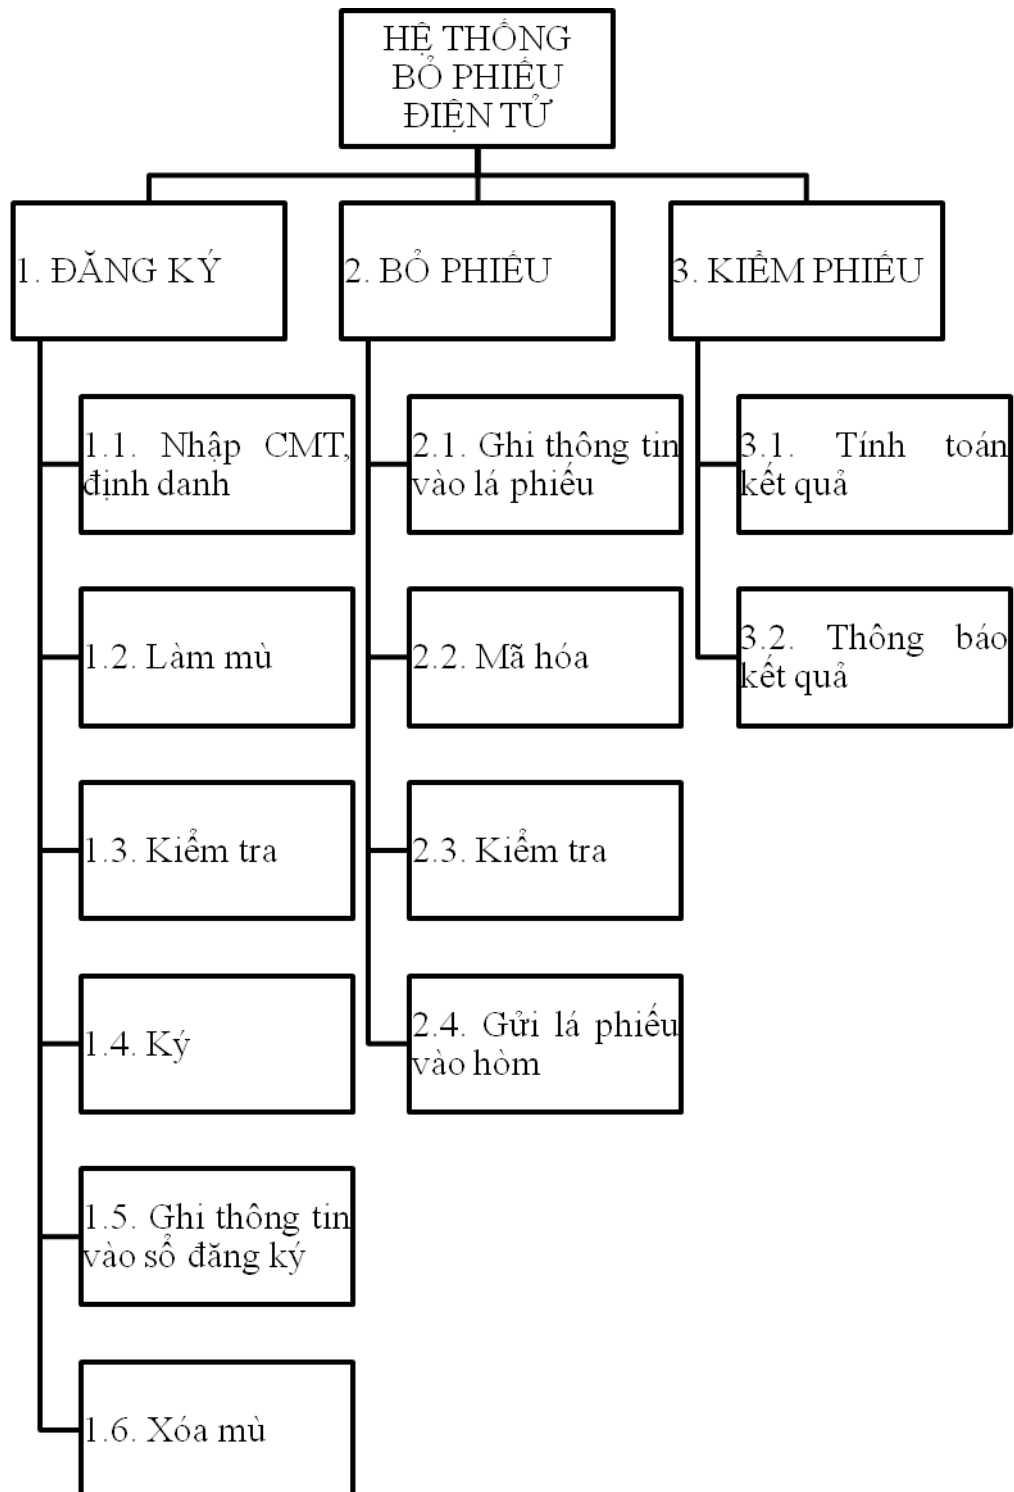 HỆ THỐNG
BỎ PHIẾU
ĐIỆN TỬ
1. ĐĂNG KÝ
2. BỎ PHIẾU
3. KIỂM PHIẾU
1.1. Nhập CMT,
định danh
1.2. Làm mù
1.3. Kiểm tra
1.4. Ký
1.5. Ghi thông tin
vào sổ đăng ký
1.6. Xóa mù
2.1. Ghi thông tin
vào lá phiếu
2.2. Mã hóa
2.3. Kiểm tra
2.4. Gửi lá phiếu
vào hòm
3.1. Tính toán
kết quả
3.2. Thông báo
kết quả